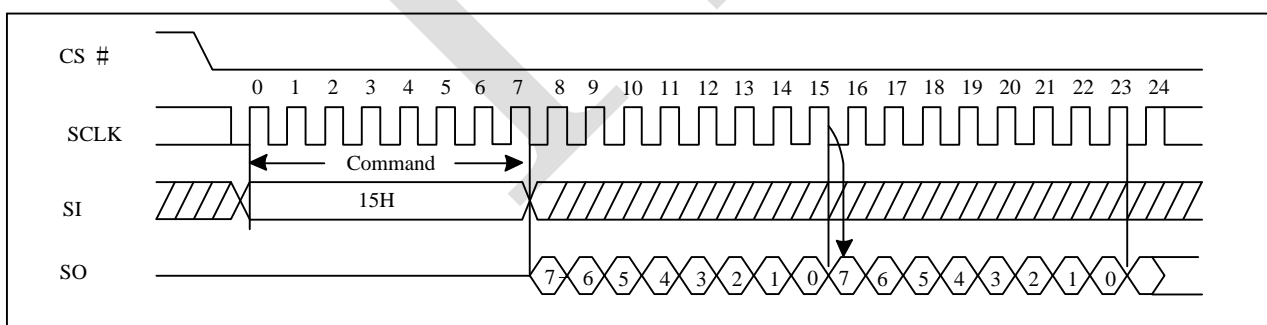 CS #
0 1 2 3 4 5 6 7 8 9 10 11 12 13 14 15 16 17 18 19 20 21 22 23 24
SCLK
Command
SI
15H
SO
7 6 5 4 3 2 1 0 7 6 5 4 3 2 1 0